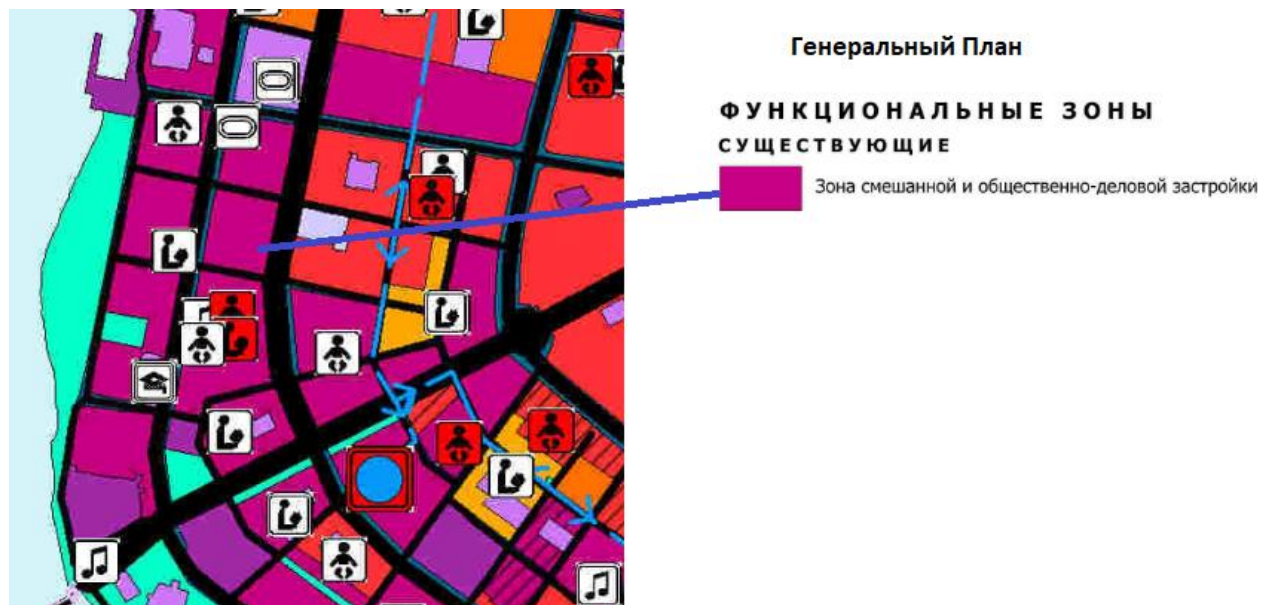 Генеральный План
ФУНКЦИОНАЛЬНЫЕ ЗОНЫ
СУЩЕСТВУЮЩИЕ
Зона смешанной и общественно-деловой застройки